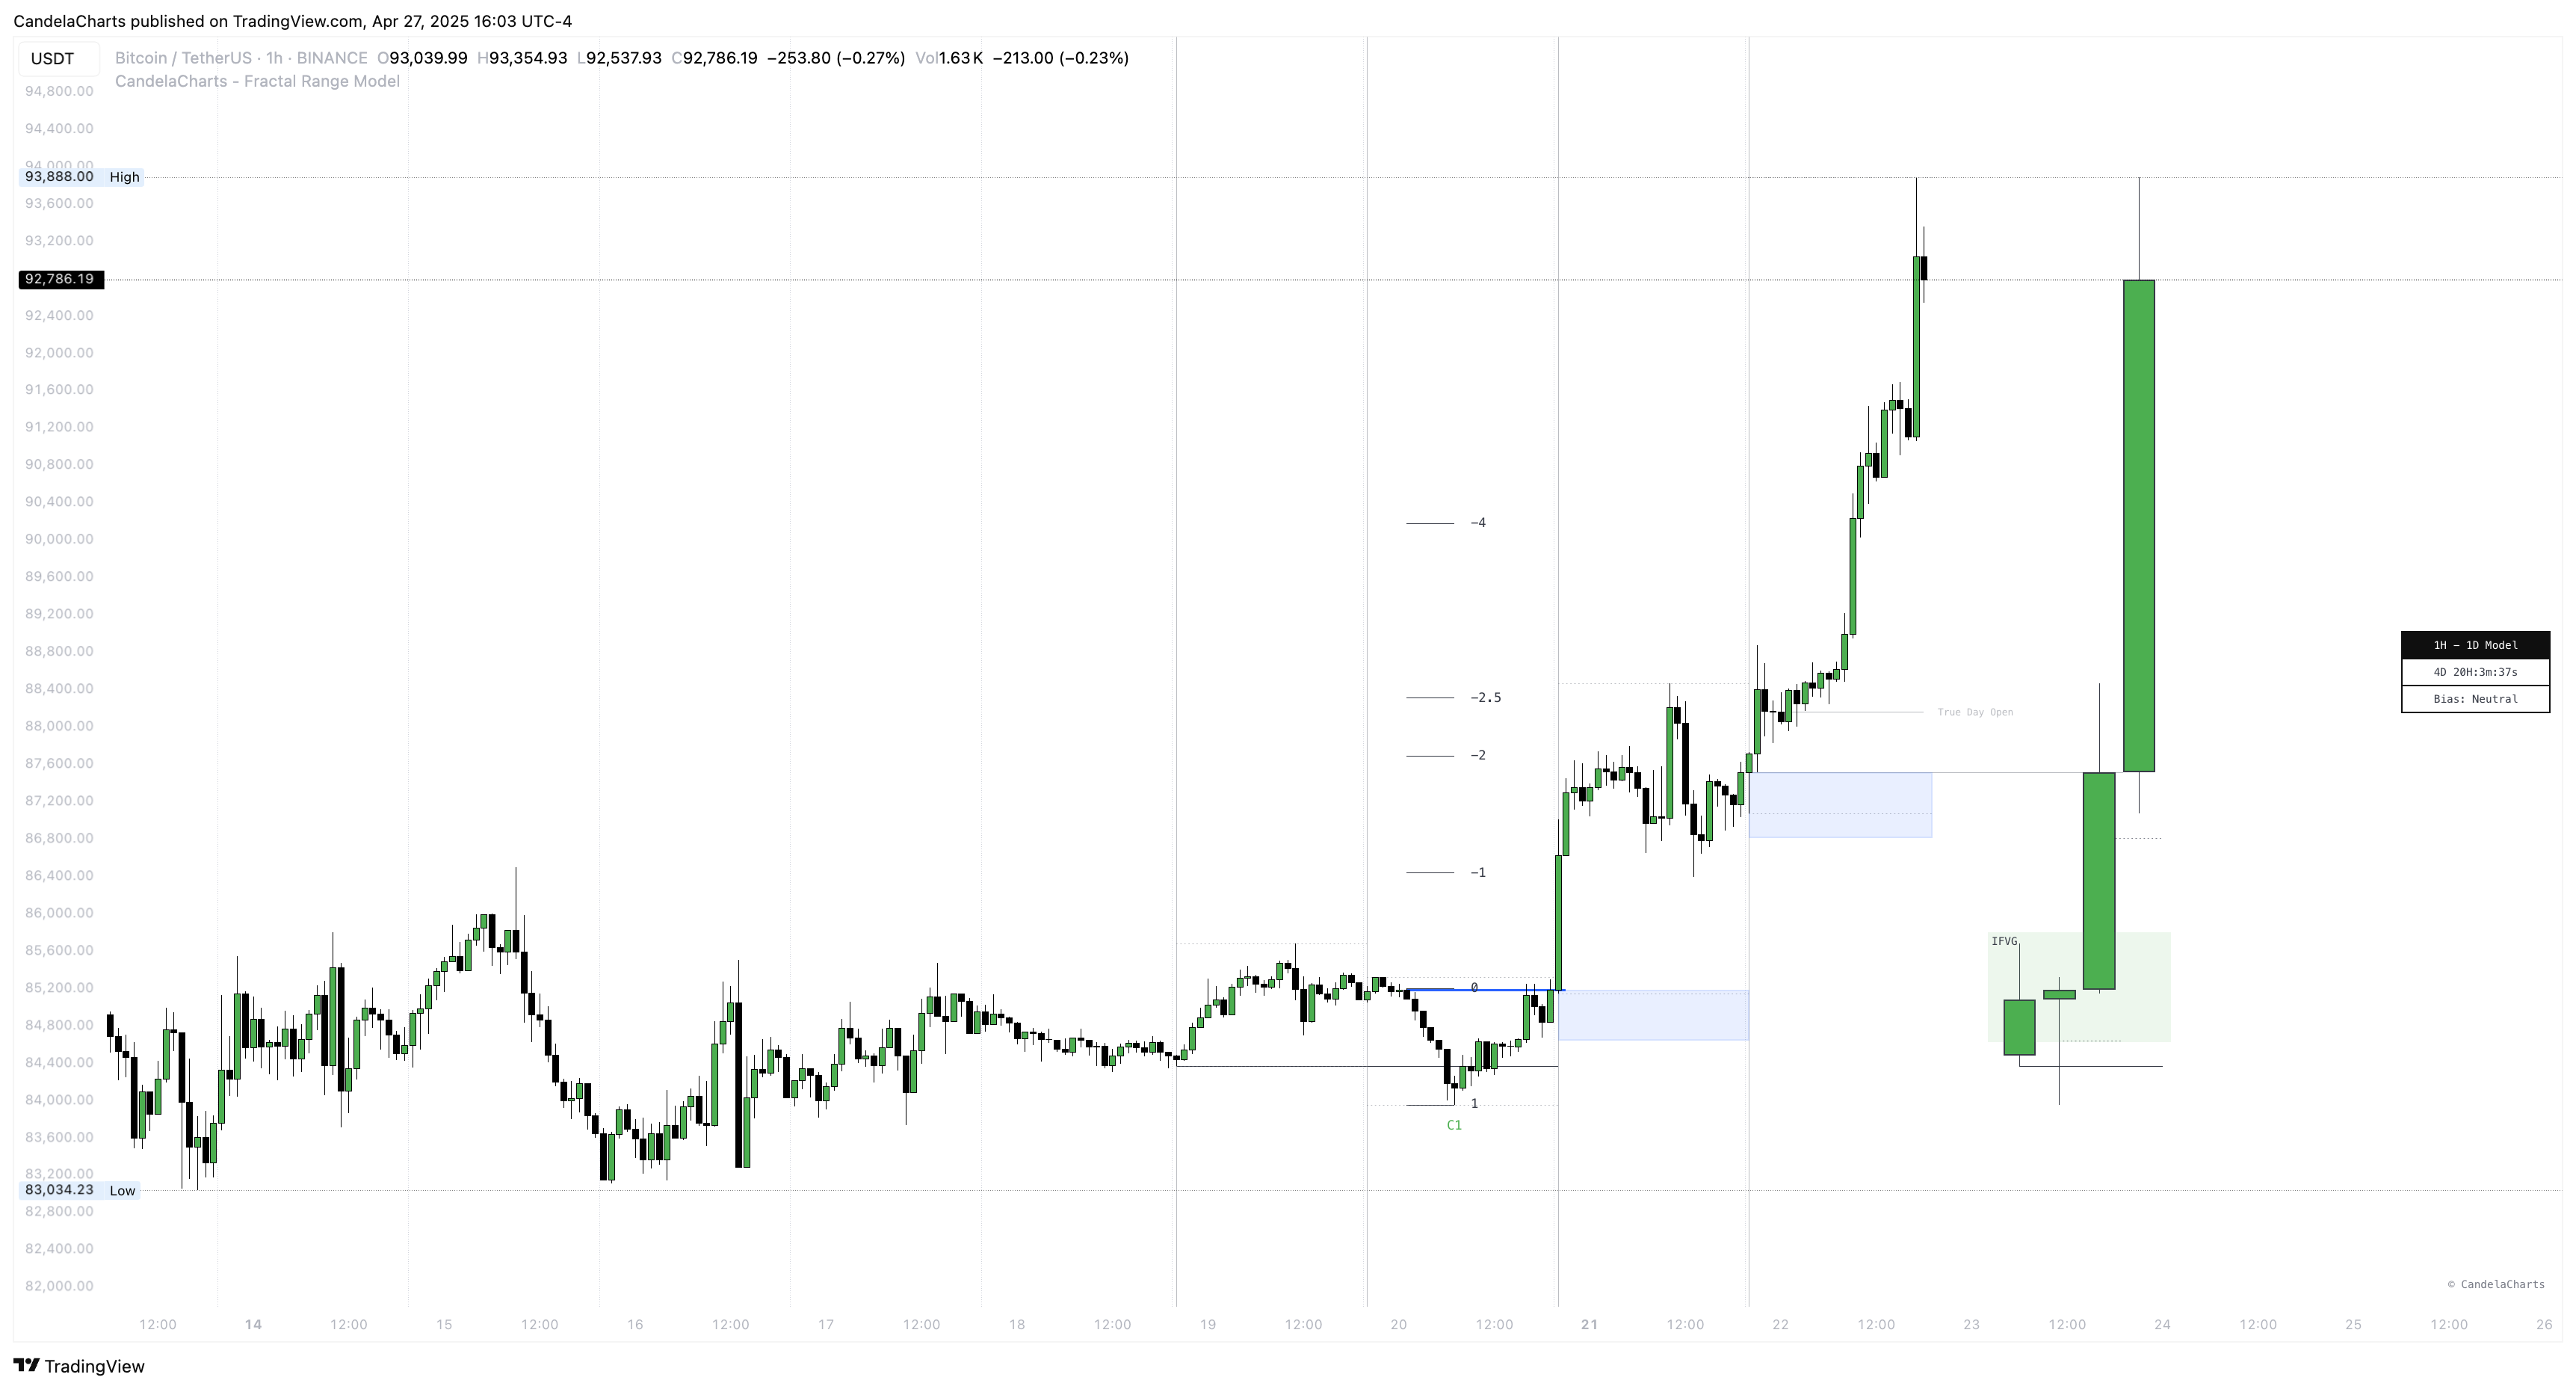 CandelaCharts published on TradingView.com, Apr 27, 2025 16:03 UTC-4
USDT
Bitcoin / TetherUS · 1h · BINANCE O93,039.99 H93,354.93 L92,537.93 C92,786.19 −253.80 (−0.27%) Vol1.63 K −213.00 (−0.23%)
CandelaCharts - Fractal Range Model
94,800.00
94,400.00
94,000.00
93,888.00 High
93,600.00
93,200.00
92,786.19
92,400.00
92,000.00
91,600.00
91,200.00
90,800.00
90,400.00
90,000.00
89,600.00
89,200.00
88,800.00
88,400.00
88,000.00
87,600.00
87,200.00
86,800.00
86,400.00
86,000.00
85,600.00
85,200.00
84,800.00
84,400.00
84,000.00
83,600.00
83,200.00
83,034.23 Low
82,800.00
82,400.00
82,000.00
−4
−2.5
−2
−1
0
1
C1
True Day Open
IFVG
1H − 1D Model
4D 20H:3m:37s
Bias: Neutral
© CandelaCharts
12:00 14 12:00 15 12:00 16 12:00 17 12:00 18 12:00 19 12:00 20 12:00 21 12:00 22 12:00 23 12:00 24 12:00 25 12:00 26
TradingView